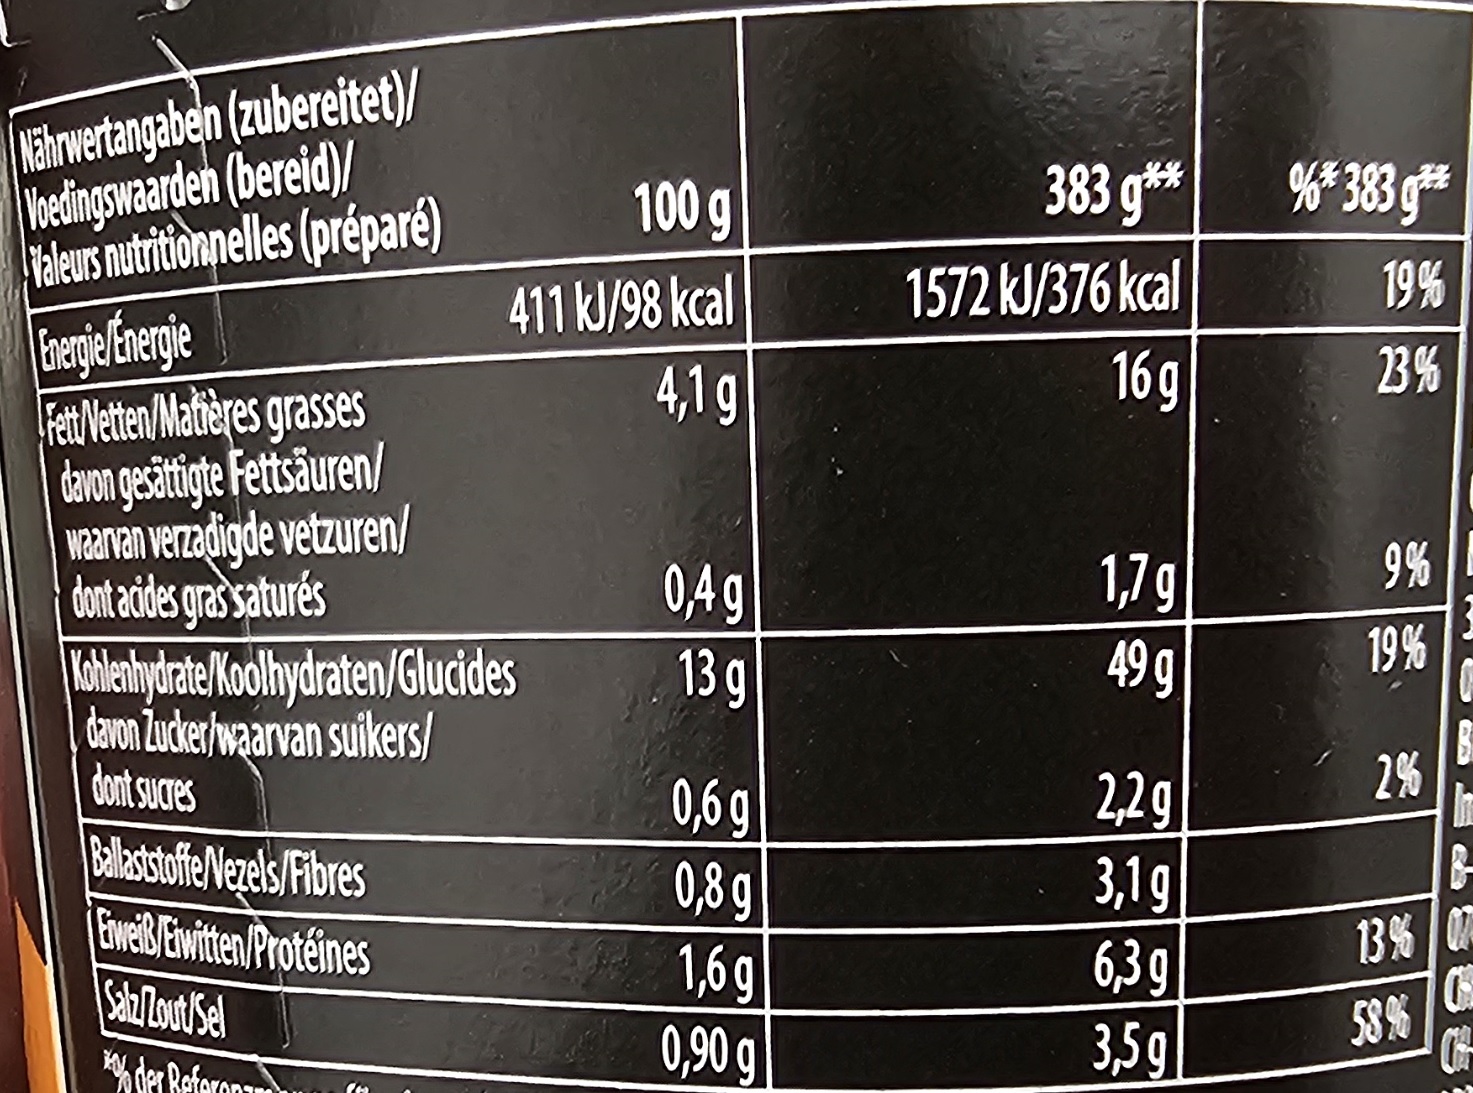 Nährwertangaben (zubereitet)/
Voedingswaarden (bereid)/
Valeurs nutritionnelles (préparé) 100 g 383 g** %* 383 g**
Energie/Énergie 411 kJ/98 kcal 1572 kJ/376 kcal 19 %
Fett/Vetten/Matières grasses 4,1 g 16 g 23 %
davon gesättigte Fettsäuren/
waarvan verzadigde vetzuren/
dont acides gras saturés 0,4 g 1,7 g 9 %
Kohlenhydrate/Koolhydraten/Glucides 13 g 49 g 19 %
davon Zucker/waarvan suikers/
dont sucres 0,6 g 2,2 g 2 %
Ballaststoffe/Vezels/Fibres 0,8 g 3,1 g
Eiweiß/Eiwitten/Protéines 1,6 g 6,3 g 13 %
Salz/Zout/Sel 0,90 g 3,5 g 58 %
*% der